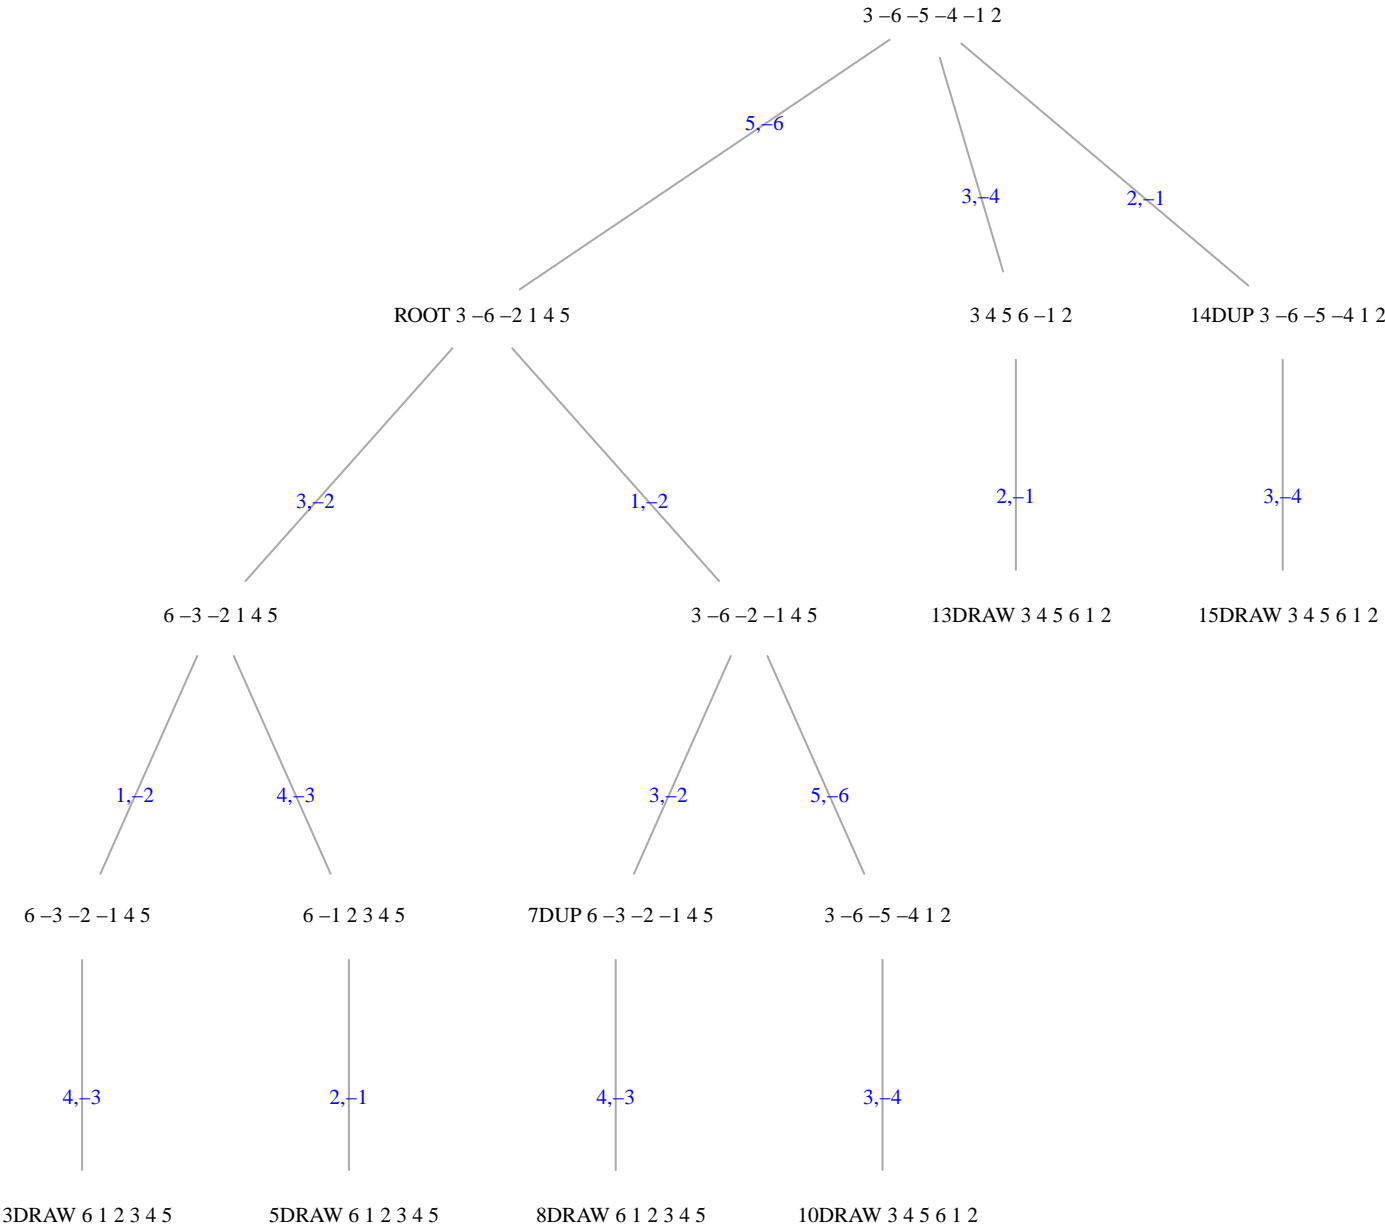 3 –6 –5 –4 –1 2
5,–6
3,–4
2,–1
ROOT 3 –6 –2 1 4 5
3 4 5 6 –1 2
14DUP 3 –6 –5 –4 1 2
3,–2
1,–2
2,–1
3,–4
6 –3 –2 1 4 5
3 –6 –2 –1 4 5
13DRAW 3 4 5 6 1 2
15DRAW 3 4 5 6 1 2
1,–2
4,–3
3,–2
5,–6
6 –3 –2 –1 4 5
6 –1 2 3 4 5
7DUP 6 –3 –2 –1 4 5
3 –6 –5 –4 1 2
4,–3
2,–1
4,–3
3,–4
3DRAW 6 1 2 3 4 5
5DRAW 6 1 2 3 4 5
8DRAW 6 1 2 3 4 5
10DRAW 3 4 5 6 1 2